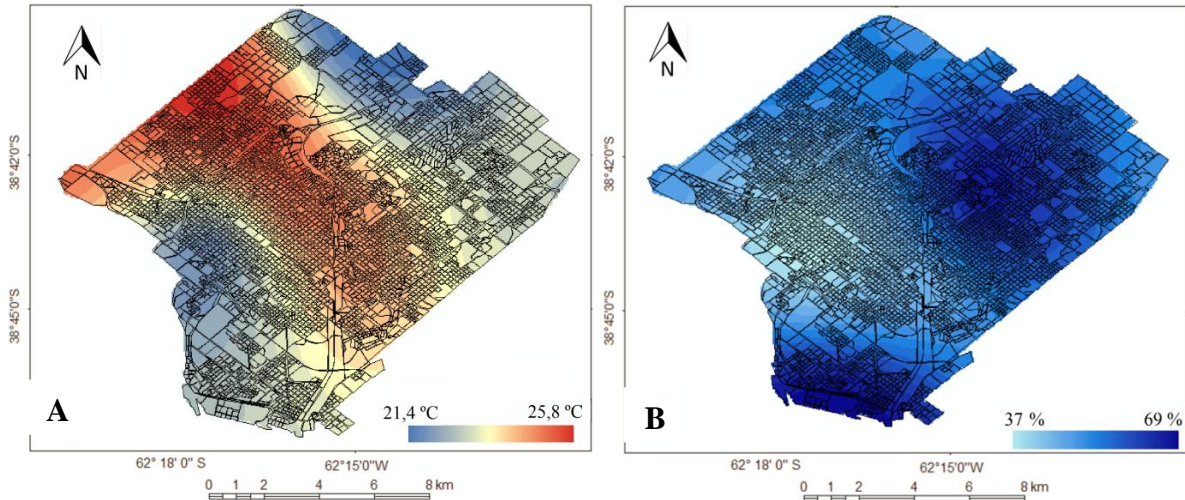 N
38°42'0"S
38°45'0"S
A
21,4 ºC
25,8 ºC
62° 18' 0" S
62°15'0"W
0 1 2 4 6 8 km
N
38°42'0"S
38°45'0"S
B
37 %
69 %
62° 18' 0" S
62°15'0"W
0 1 2 4 6 8 km